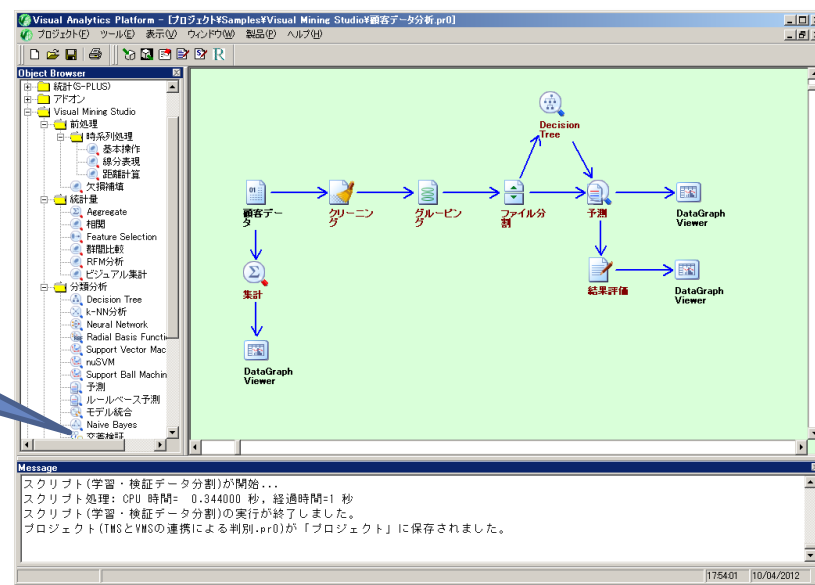 Visual Analytics Platform - [プロジェクト¥Samples¥Visual Mining Studio¥顧客データ分析.pr0]
プロジェクト(F) ツール(E) 表示(V) ウィンドウ(W) 製品(P) ヘルプ(H)
Object Browser
統計(S-PLUS)
アドオン
Visual Mining Studio
前処理
時系列処理
基本操作
線分表現
距離計算
欠損補填
統計量
Aggregate
相関
Feature Selection
群間比較
RFM分析
ビジュアル集計
分類分析
Decision Tree
k-NN分析
Neural Network
Radial Basis Functi
Support Vector Mac
nuSVM
Support Ball Machin
予測
ルールベース予測
モデル統合
Naive Bayes
交差検証
Decision
Tree
顧客デー
タ
クリーニン
グ
グルーピン
グ
ファイル分
割
予測
DataGraph
Viewer
集計
結果評価
DataGraph
Viewer
DataGraph
Viewer
Message
スクリプト(学習・検証データ分割)が開始...
スクリプト処理: CPU 時間= 0.344000 秒, 経過時間=1 秒
スクリプト(学習・検証データ分割)の実行が終了しました。
プロジェクト(TMSとVMSの連携による判別.pr0)が「プロジェクト」に保存されました。
17:54:01 10/04/2012